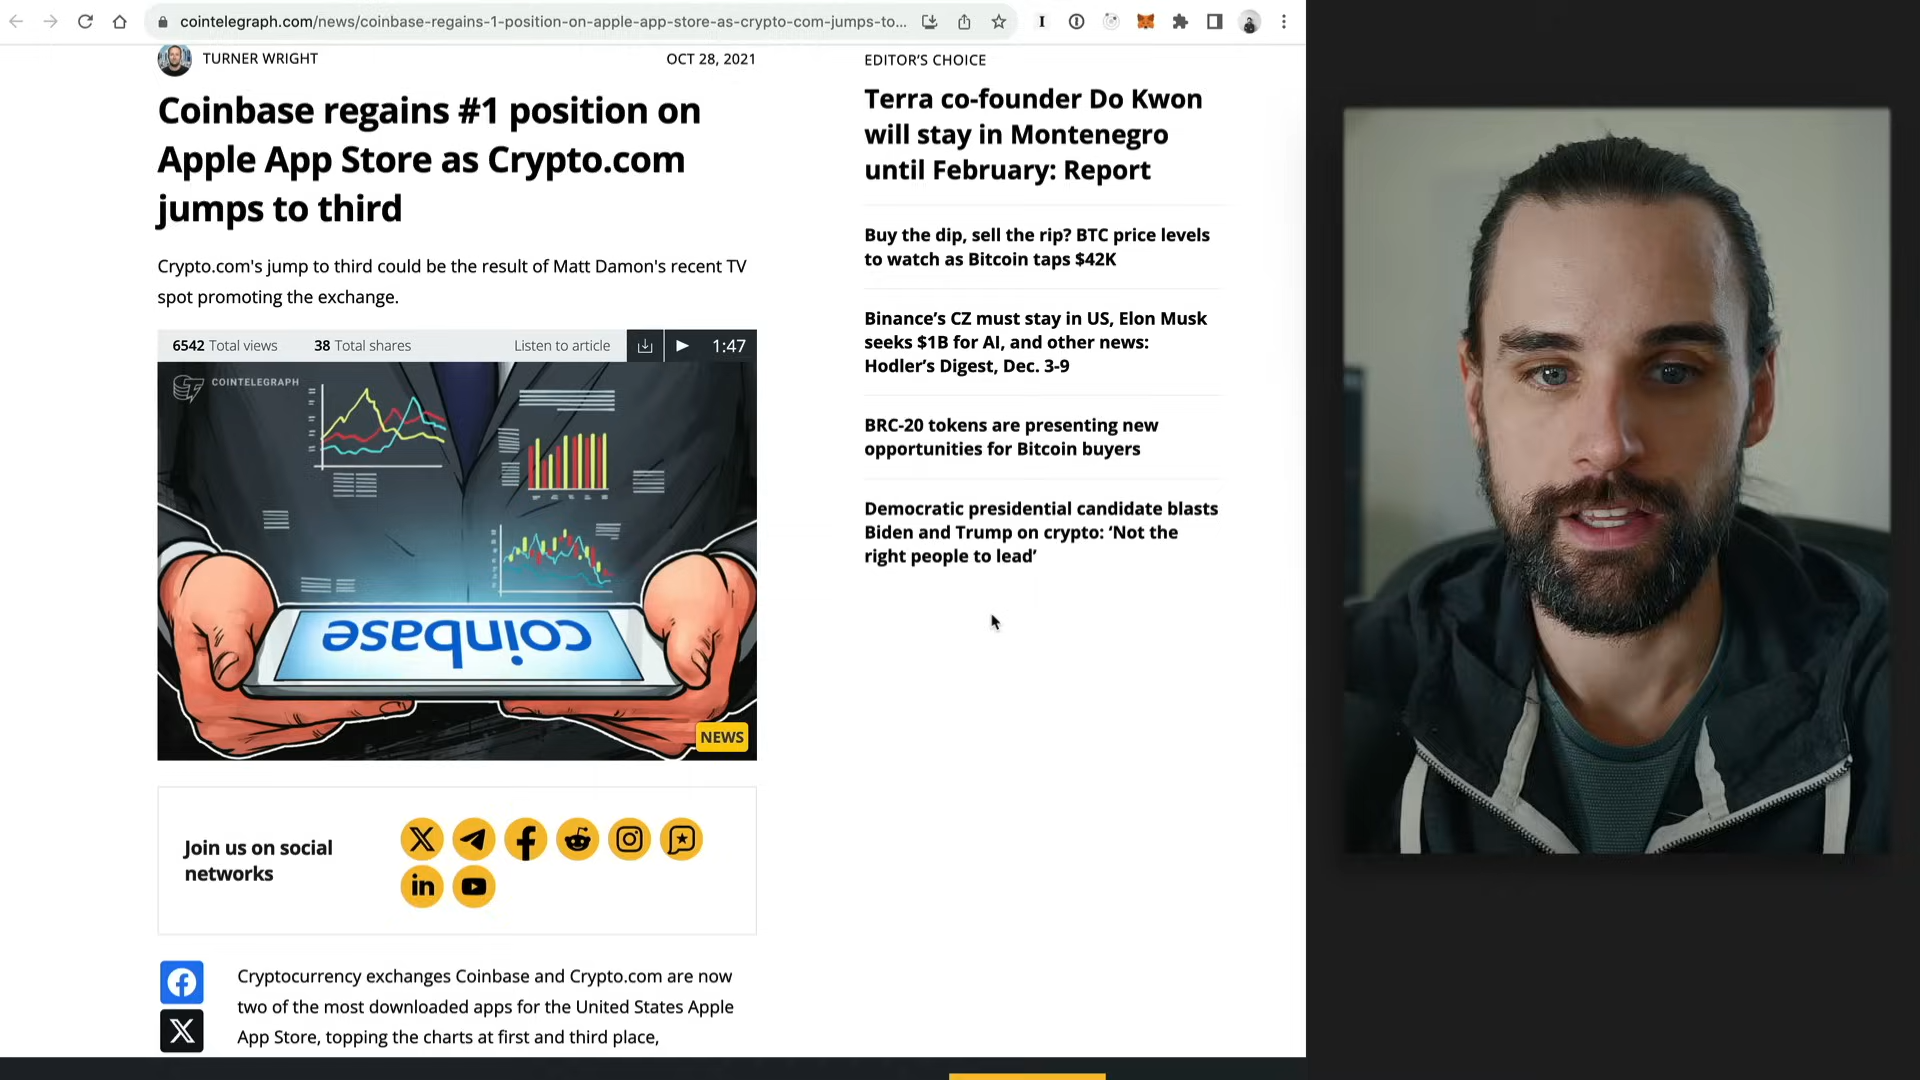 cointelegraph.com/news/coinbase-regains-1-position-on-apple-app-store-as-crypto-com-jumps-to...
TURNER WRIGHT
OCT 28, 2021
Coinbase regains #1 position on
Apple App Store as Crypto.com
jumps to third
Crypto.com's jump to third could be the result of Matt Damon's recent TV
spot promoting the exchange.
6542 Total views
38 Total shares
Listen to article
1:47
COINTELEGRAPH
coinbase
NEWS
Join us on social
networks
Cryptocurrency exchanges Coinbase and Crypto.com are now
two of the most downloaded apps for the United States Apple
App Store, topping the charts at first and third place,
EDITOR'S CHOICE
Terra co-founder Do Kwon
will stay in Montenegro
until February: Report
Buy the dip, sell the rip? BTC price levels
to watch as Bitcoin taps $42K
Binance’s CZ must stay in US, Elon Musk
seeks $1B for AI, and other news:
Hodler’s Digest, Dec. 3-9
BRC-20 tokens are presenting new
opportunities for Bitcoin buyers
Democratic presidential candidate blasts
Biden and Trump on crypto: ‘Not the
right people to lead’